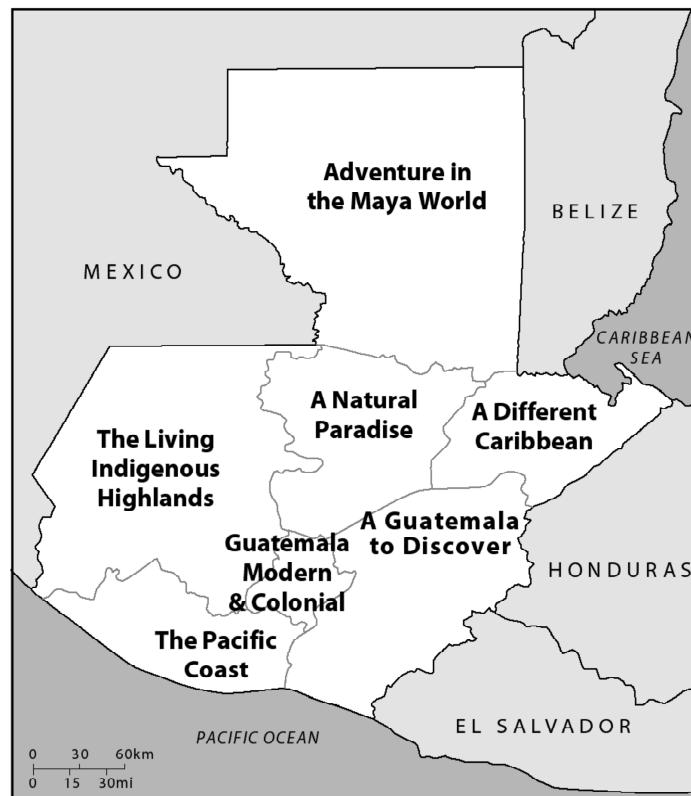 Adventure in
the Maya World
BELIZE
MEXICO
CARIBBEAN
SEA
A Natural
Paradise
A Different
Caribbean
The Living
Indigenous
Highlands
A Guatemala
to Discover
Guatemala
Modern
& Colonial
HONDURAS
The Pacific
Coast
EL SALVADOR
PACIFIC OCEAN
0 30 60km
0 15 30mi